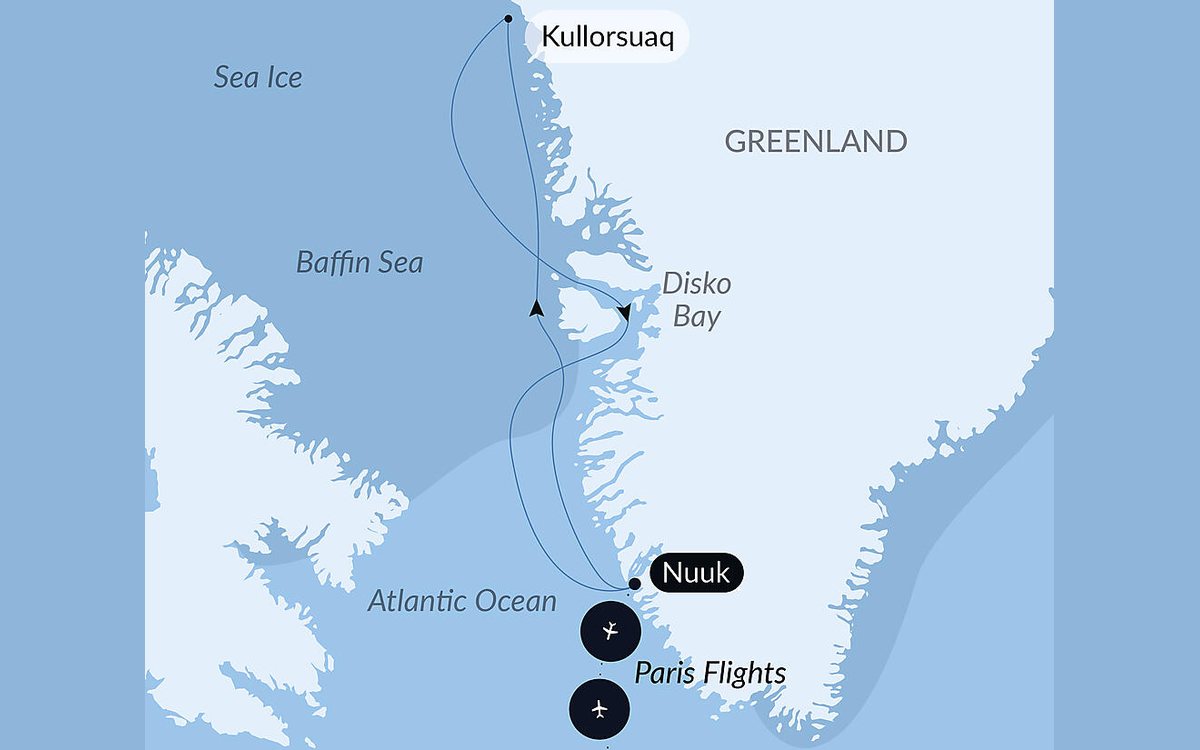 Kullorsuaq
Sea Ice
GREENLAND
Baffin Sea
Disko
Bay
Nuuk
Atlantic Ocean
Paris Flights